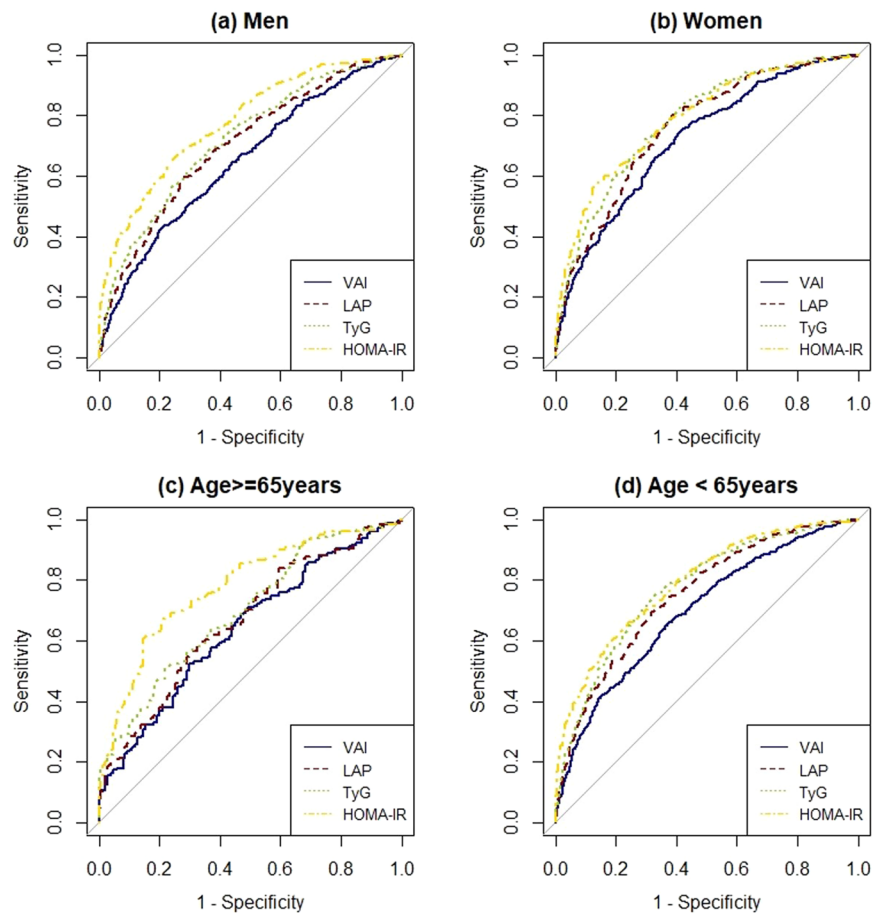 (a) Men
Sensitivity
0.0 0.2 0.4 0.6 0.8 1.0
VAI
LAP
TyG
HOMA-IR
0.0 0.2 0.4 0.6 0.8 1.0
1 - Specificity
(b) Women
Sensitivity
0.0 0.2 0.4 0.6 0.8 1.0
VAI
LAP
TyG
HOMA-IR
0.0 0.2 0.4 0.6 0.8 1.0
1 - Specificity
(c) Age>=65years
Sensitivity
0.0 0.2 0.4 0.6 0.8 1.0
VAI
LAP
TyG
HOMA-IR
0.0 0.2 0.4 0.6 0.8 1.0
1 - Specificity
(d) Age < 65years
Sensitivity
0.0 0.2 0.4 0.6 0.8 1.0
VAI
LAP
TyG
HOMA-IR
0.0 0.2 0.4 0.6 0.8 1.0
1 - Specificity